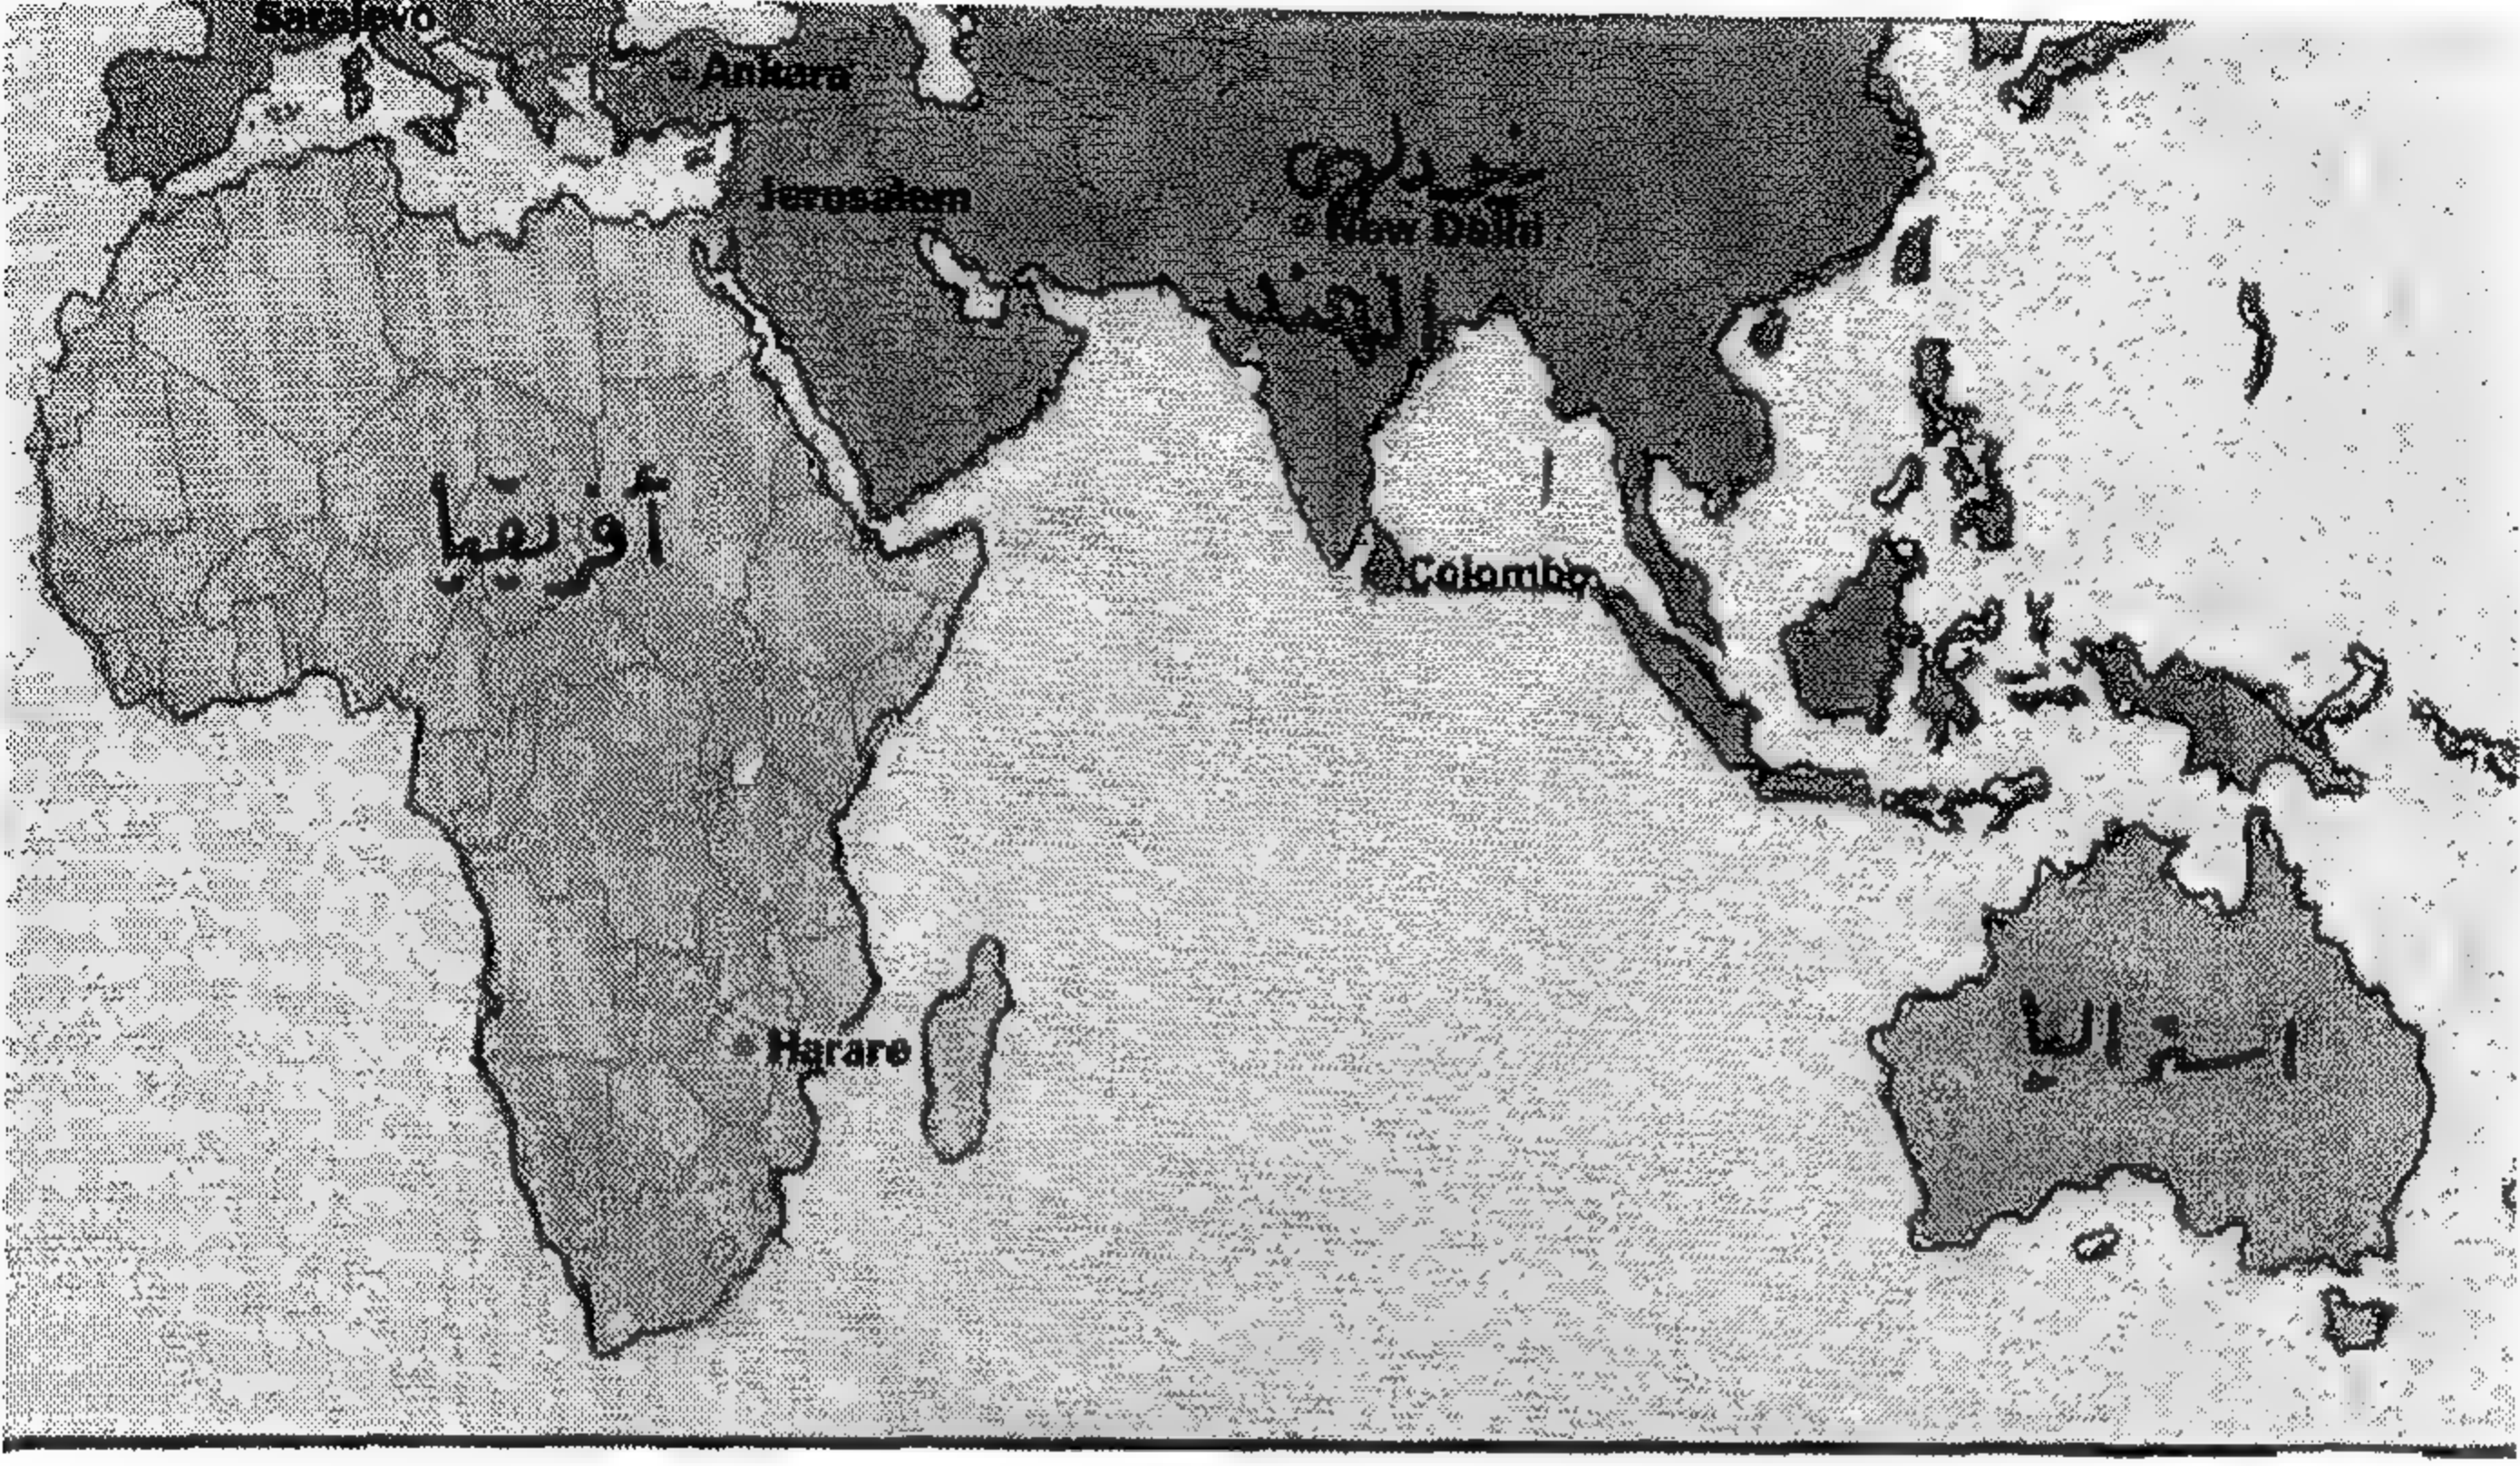 Sarajevo
Ankara
Jerusalem
New Delhi
الهند
أفريقيا
Colombo
استراليا
Harare